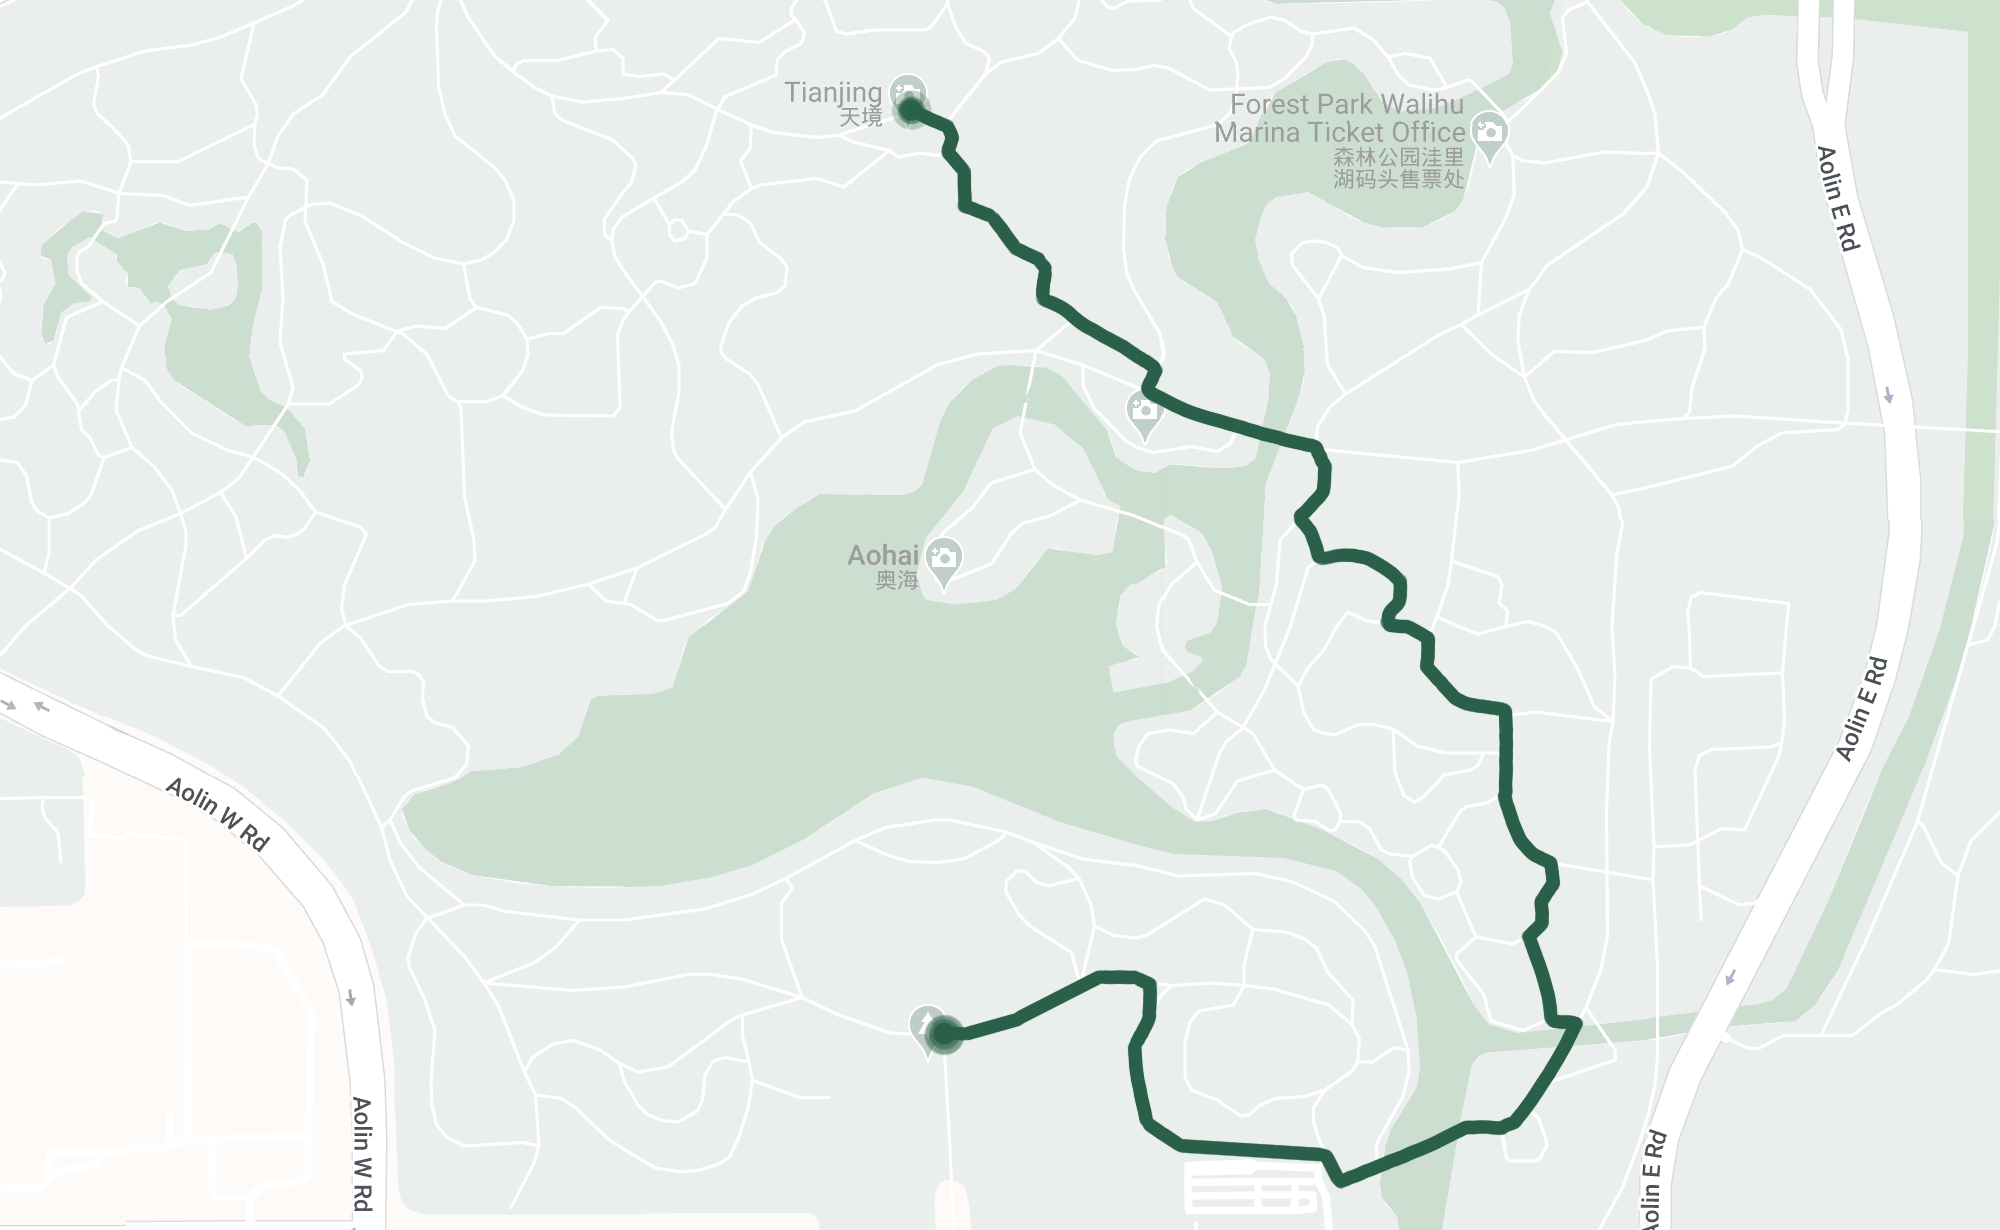 Tianjing
天境
Forest Park Walihu
Marina Ticket Office
森林公园洼里
湖码头售票处
Aolin E Rd
Aohai
奥海
Aolin E Rd
Aolin W Rd
Aolin W Rd
Aolin E Rd